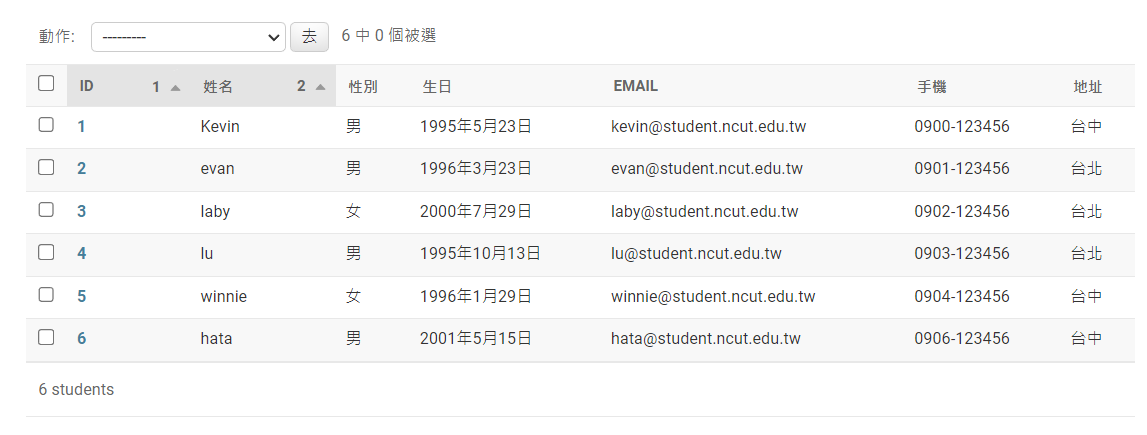 動作: --------- 去 6 中 0 個被選
ID 1 姓名 2 性別 生日 EMAIL 手機 地址
1 Kevin 男 1995年5月23日 kevin@student.ncut.edu.tw 0900-123456 台中
2 evan 男 1996年3月23日 evan@student.ncut.edu.tw 0901-123456 台北
3 laby 女 2000年7月29日 laby@student.ncut.edu.tw 0902-123456 台北
4 lu 男 1995年10月13日 lu@student.ncut.edu.tw 0903-123456 台北
5 winnie 女 1996年1月29日 winnie@student.ncut.edu.tw 0904-123456 台中
6 hata 男 2001年5月15日 hata@student.ncut.edu.tw 0906-123456 台中
6 students